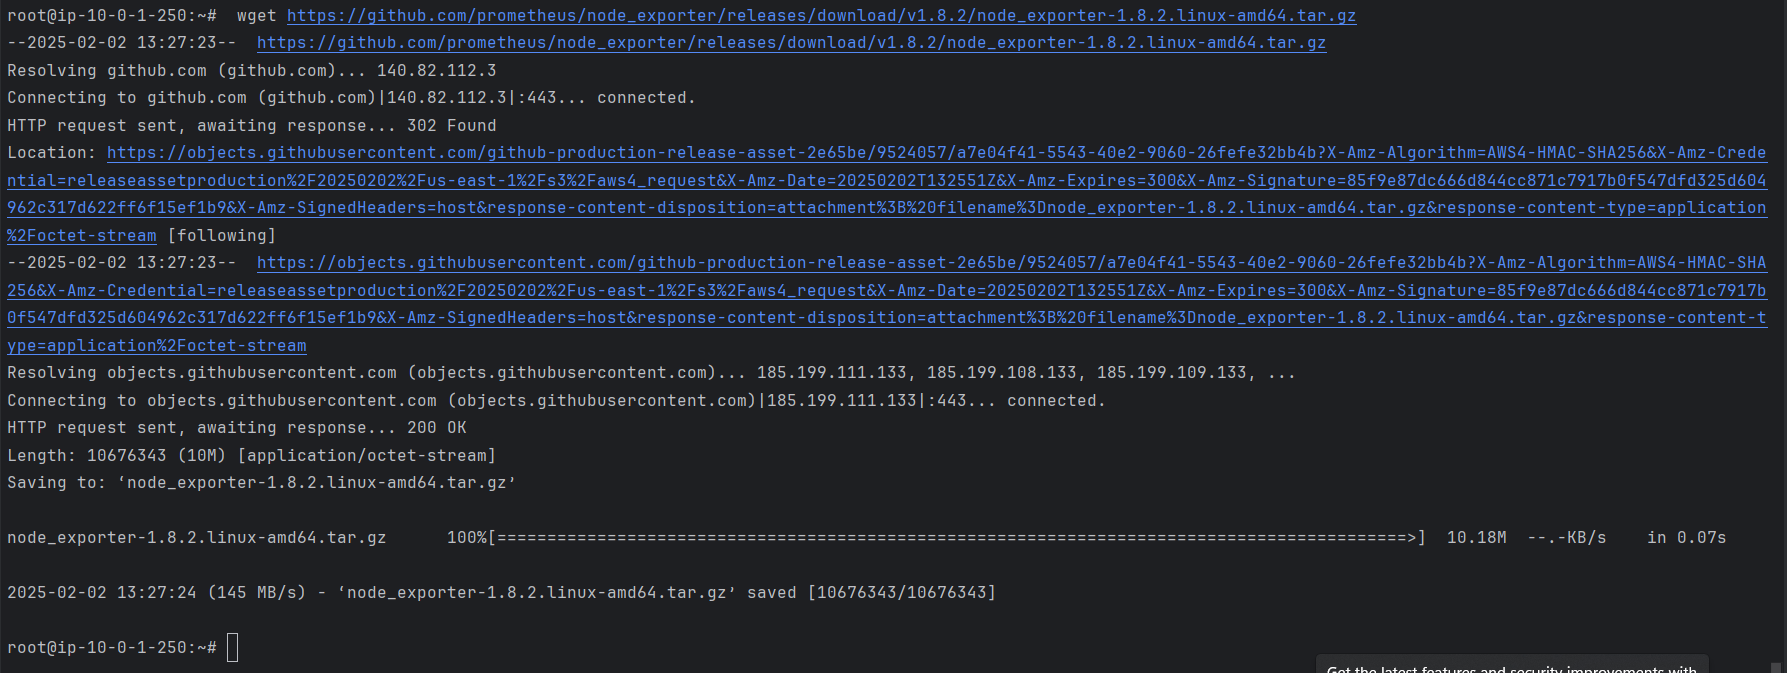 root@ip-10-0-1-250:~#  wget https://github.com/prometheus/node_exporter/releases/download/v1.8.2/node_exporter-1.8.2.linux-amd64.tar.gz
--2025-02-02 13:27:23--  https://github.com/prometheus/node_exporter/releases/download/v1.8.2/node_exporter-1.8.2.linux-amd64.tar.gz
Resolving github.com (github.com)... 140.82.112.3
Connecting to github.com (github.com)|140.82.112.3|:443... connected.
HTTP request sent, awaiting response... 302 Found
Location: https://objects.githubusercontent.com/github-production-release-asset-2e65be/9524057/a7e04f41-5543-40e2-9060-26fefe32bb4b?X-Amz-Algorithm=AWS4-HMAC-SHA256&X-Amz-Crede
ntial=releaseassetproduction%2F20250202%2Fus-east-1%2Fs3%2Faws4_request&X-Amz-Date=20250202T132551Z&X-Amz-Expires=300&X-Amz-Signature=85f9e87dc666d844cc871c7917b0f547dfd325d604
962c317d622ff6f15ef1b9&X-Amz-SignedHeaders=host&response-content-disposition=attachment%3B%20filename%3Dnode_exporter-1.8.2.linux-amd64.tar.gz&response-content-type=application
%2Foctet-stream [following]
--2025-02-02 13:27:23--  https://objects.githubusercontent.com/github-production-release-asset-2e65be/9524057/a7e04f41-5543-40e2-9060-26fefe32bb4b?X-Amz-Algorithm=AWS4-HMAC-SHA
256&X-Amz-Credential=releaseassetproduction%2F20250202%2Fus-east-1%2Fs3%2Faws4_request&X-Amz-Date=20250202T132551Z&X-Amz-Expires=300&X-Amz-Signature=85f9e87dc666d844cc871c7917b
0f547dfd325d604962c317d622ff6f15ef1b9&X-Amz-SignedHeaders=host&response-content-disposition=attachment%3B%20filename%3Dnode_exporter-1.8.2.linux-amd64.tar.gz&response-content-t
ype=application%2Foctet-stream
Resolving objects.githubusercontent.com (objects.githubusercontent.com)... 185.199.111.133, 185.199.108.133, 185.199.109.133, ...
Connecting to objects.githubusercontent.com (objects.githubusercontent.com)|185.199.111.133|:443... connected.
HTTP request sent, awaiting response... 200 OK
Length: 10676343 (10M) [application/octet-stream]
Saving to: ‘node_exporter-1.8.2.linux-amd64.tar.gz’
node_exporter-1.8.2.linux-amd64.tar.gz      100%[===========================================================================================>]  10.18M  --.-KB/s    in 0.07s
2025-02-02 13:27:24 (145 MB/s) - ‘node_exporter-1.8.2.linux-amd64.tar.gz’ saved [10676343/10676343]
root@ip-10-0-1-250:~#
Get the latest features and security improvements with